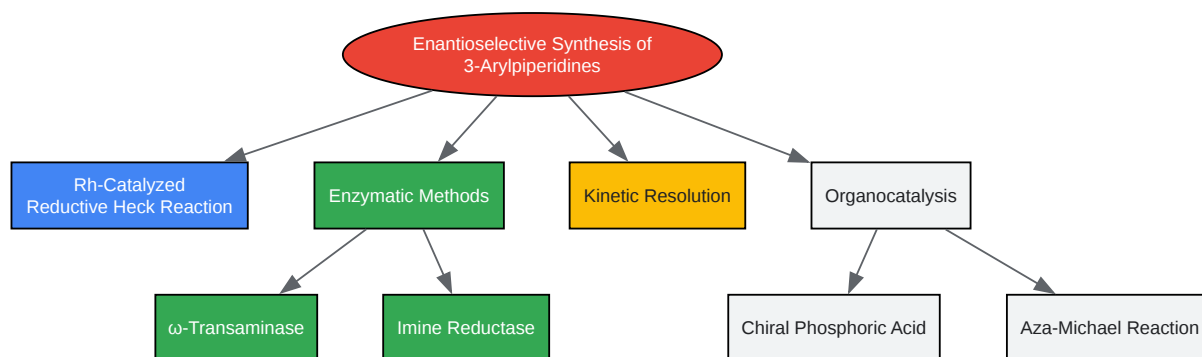 Enantioselective Synthesis of
3-Arylpiperidines
Rh-Catalyzed
Reductive Heck Reaction
Enzymatic Methods
Kinetic Resolution
Organocatalysis
ω-Transaminase
Imine Reductase
Chiral Phosphoric Acid
Aza-Michael Reaction